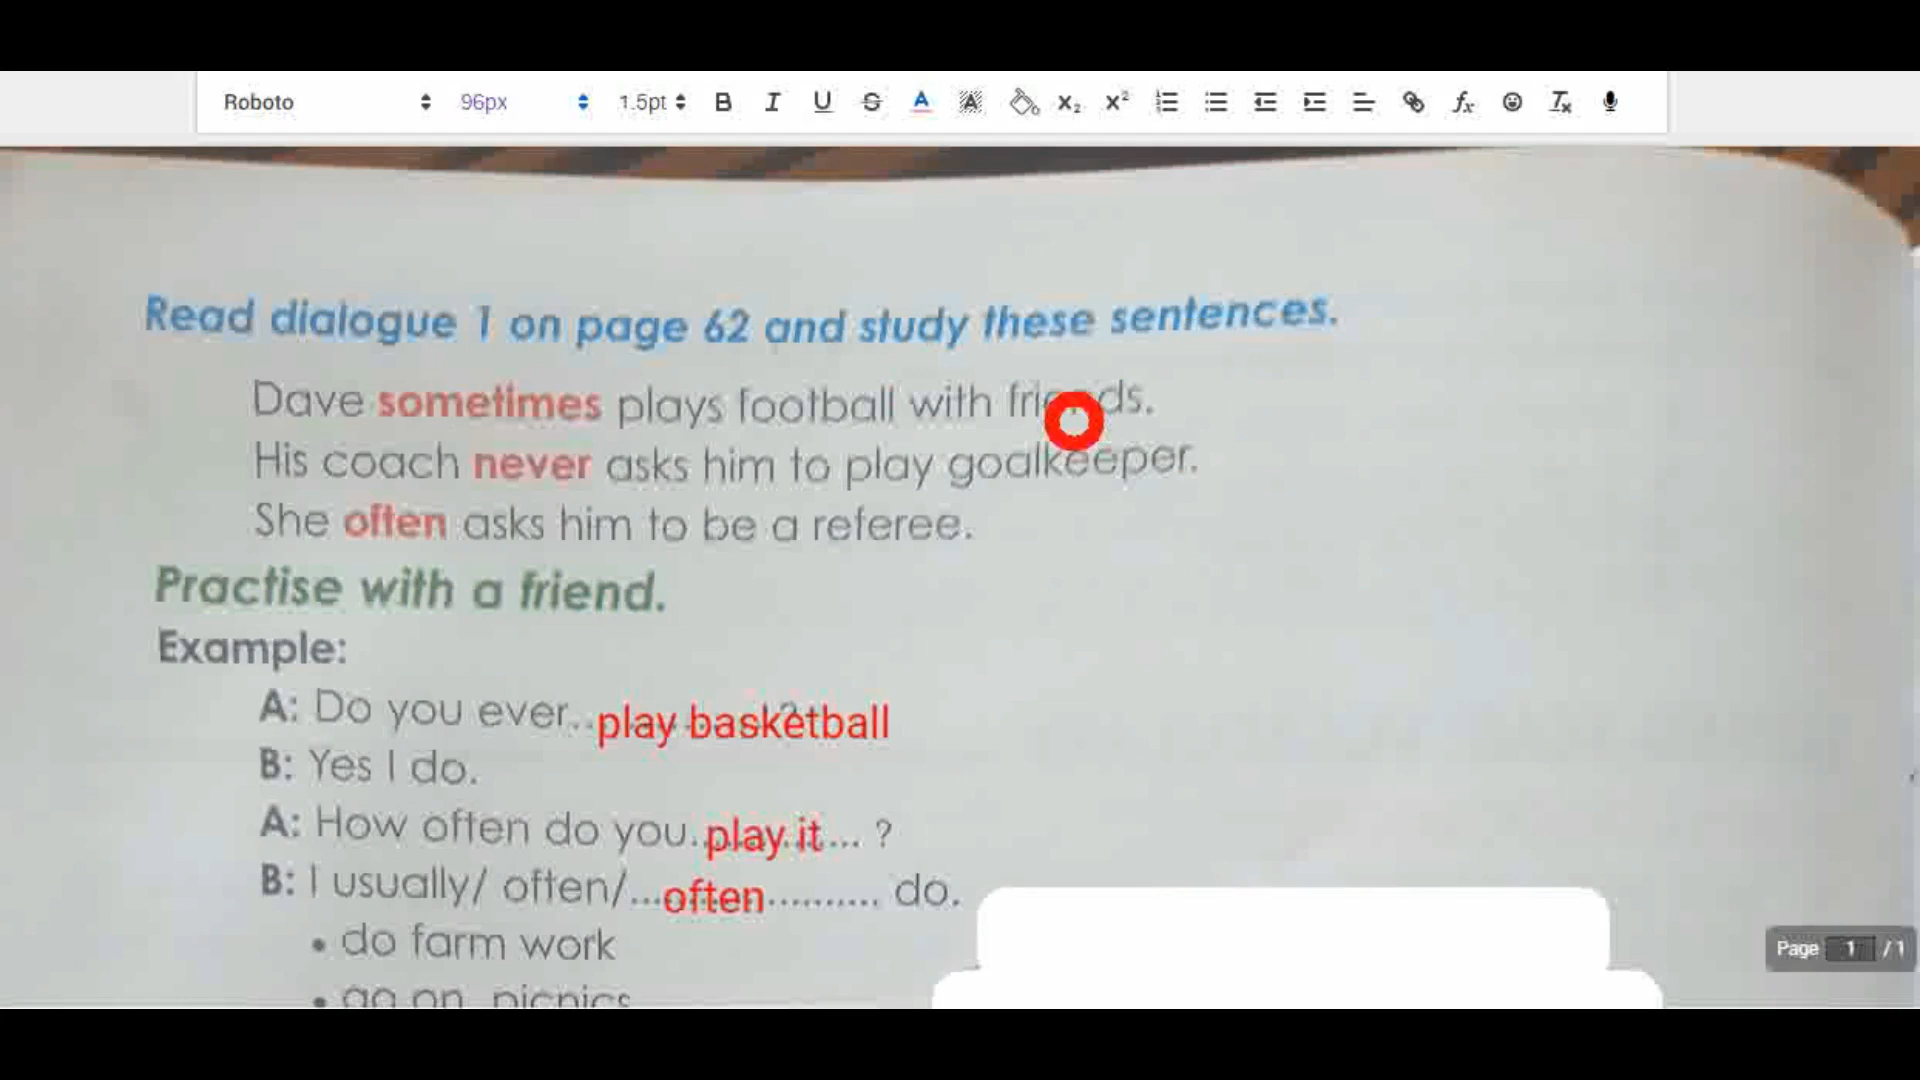 Roboto 96px 1.5pt
Read dialogue 1 on page 62 and study these sentences.
Dave sometimes plays football with friends.
His coach never asks him to play goalkeeper.
She often asks him to be a referee.
Practise with a friend.
Example:
A: Do you ever.. play basketball ?
B: Yes I do.
A: How often do you.. play it ... ?
B: I usually/ often/.... often .......... do.
• do farm work
• go on picnics
Page 1 / 1